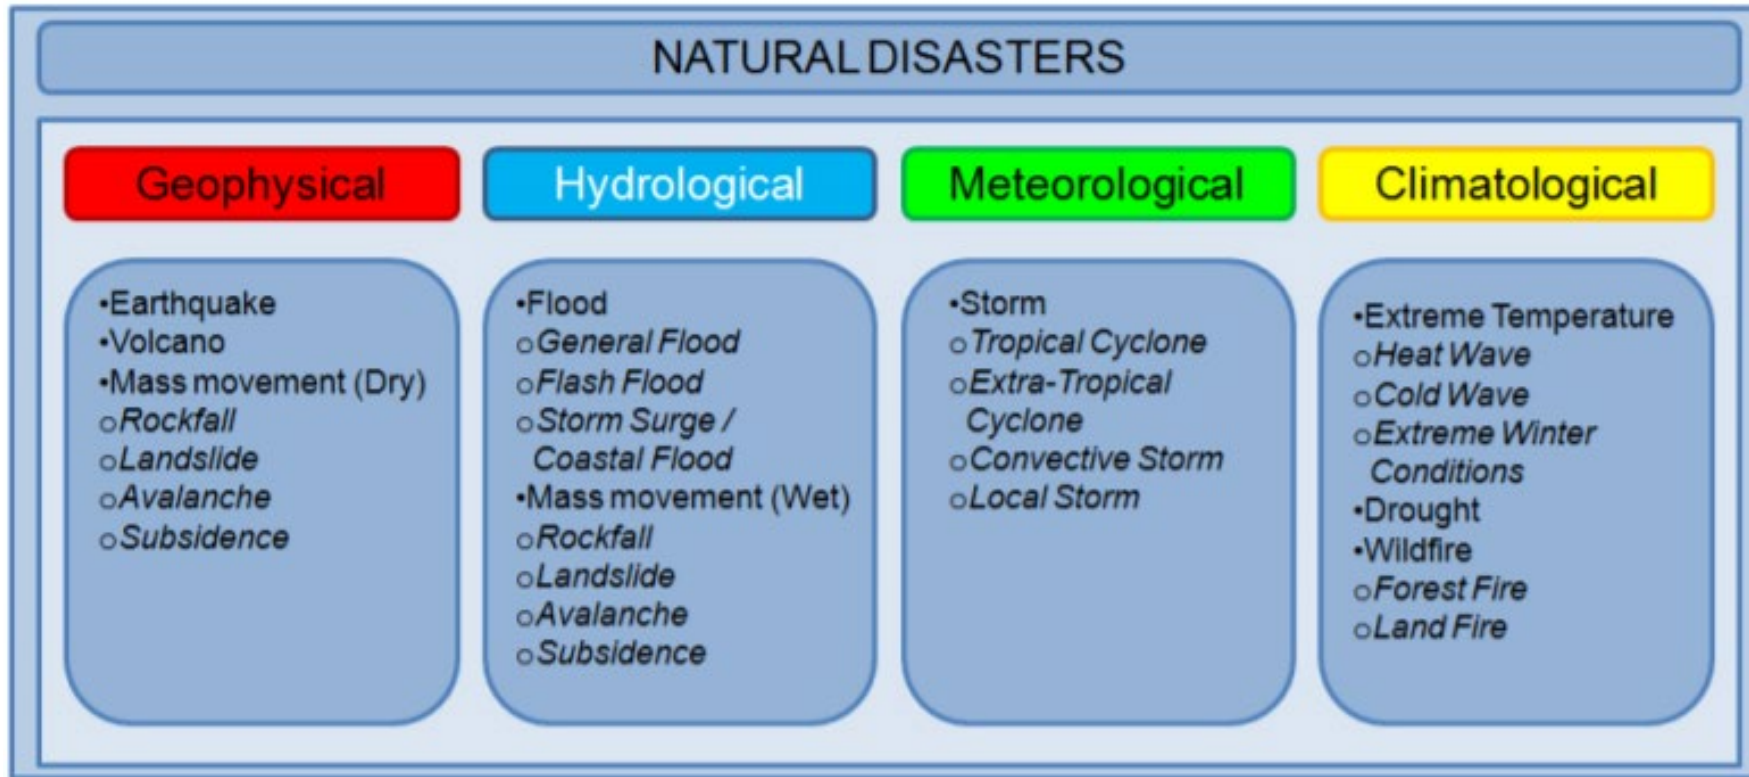 NATURAL DISASTERS
Geophysical
•Earthquake
•Volcano
•Mass movement (Dry)
oRockfall
oLandslide
oAvalanche
oSubsidence
Hydrological
•Flood
oGeneral Flood
oFlash Flood
oStorm Surge /
Coastal Flood
•Mass movement (Wet)
oRockfall
oLandslide
oAvalanche
oSubsidence
Meteorological
•Storm
oTropical Cyclone
oExtra-Tropical
Cyclone
oConvective Storm
oLocal Storm
Climatological
•Extreme Temperature
oHeat Wave
oCold Wave
oExtreme Winter
Conditions
•Drought
•Wildfire
oForest Fire
oLand Fire